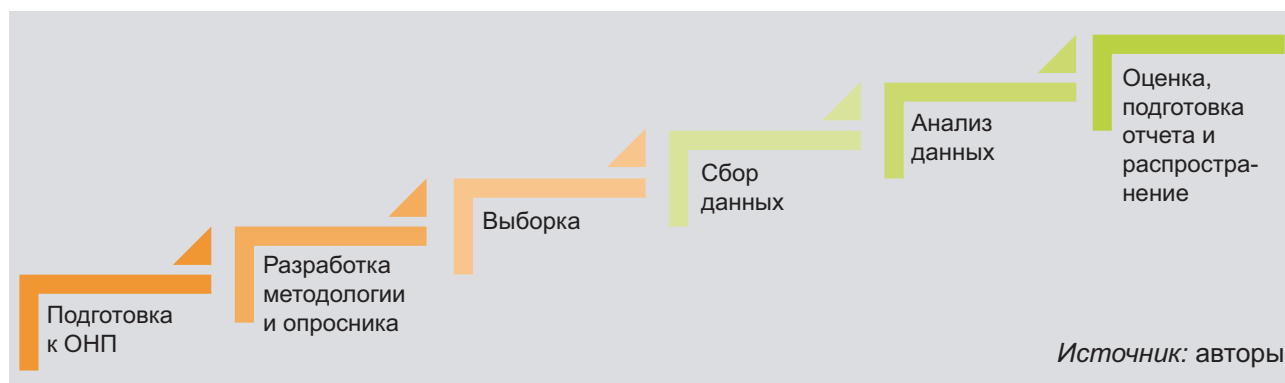 Подготовка
к ОНП
Разработка
методологии
и опросника
Выборка
Сбор
данных
Анализ
данных
Оценка,
подготовка
отчета и
распростра-
нение
Источник: авторы